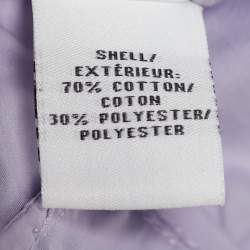 SHELL/
EXTÉRIEUR:
70% COTTON/
COTON
30% POLYESTER/
POLYESTER